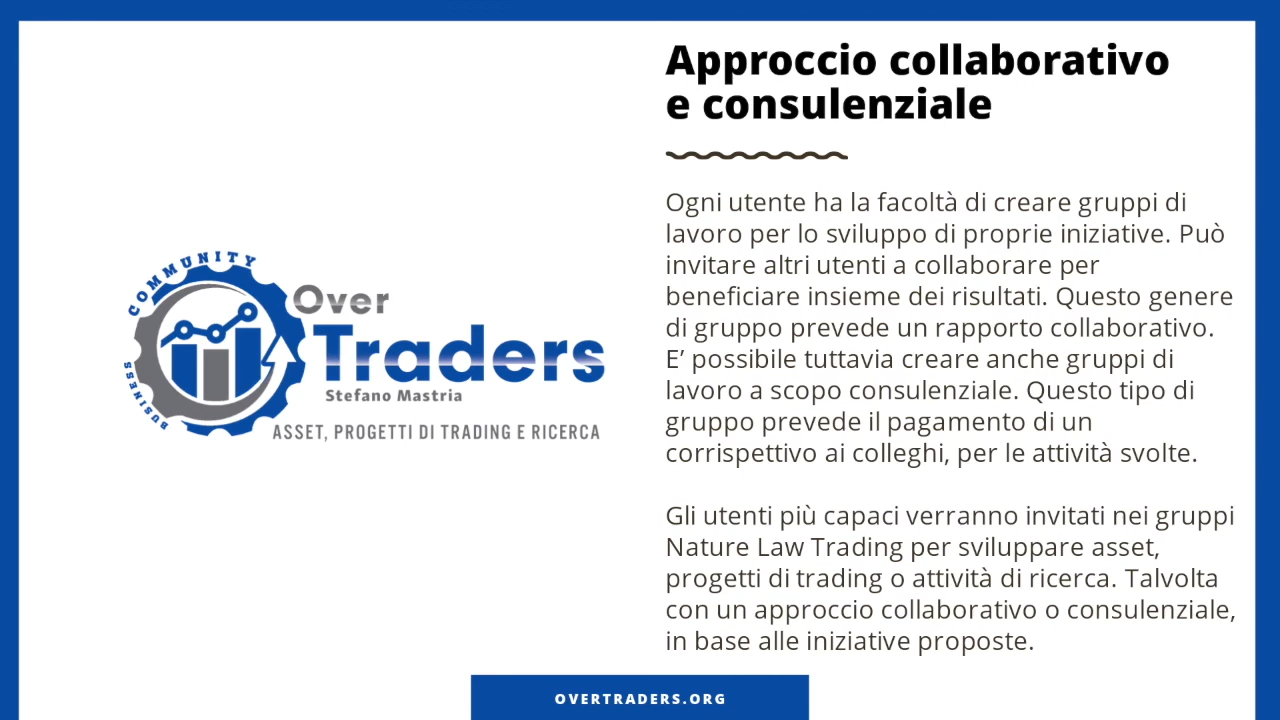 Approccio collaborativo
e consulenziale
Ogni utente ha la facoltà di creare gruppi di
lavoro per lo sviluppo di proprie iniziative. Può
invitare altri utenti a collaborare per
beneficiare insieme dei risultati. Questo genere
di gruppo prevede un rapporto collaborativo.
E’ possibile tuttavia creare anche gruppi di
lavoro a scopo consulenziale. Questo tipo di
gruppo prevede il pagamento di un
corrispettivo ai colleghi, per le attività svolte.
Gli utenti più capaci verranno invitati nei gruppi
Nature Law Trading per sviluppare asset,
progetti di trading o attività di ricerca. Talvolta
con un approccio collaborativo o consulenziale,
in base alle iniziative proposte.
COMMUNITY
BUSINESS
Over
Traders
Stefano Mastria
ASSET, PROGETTI DI TRADING E RICERCA
OVERTRADERS.ORG